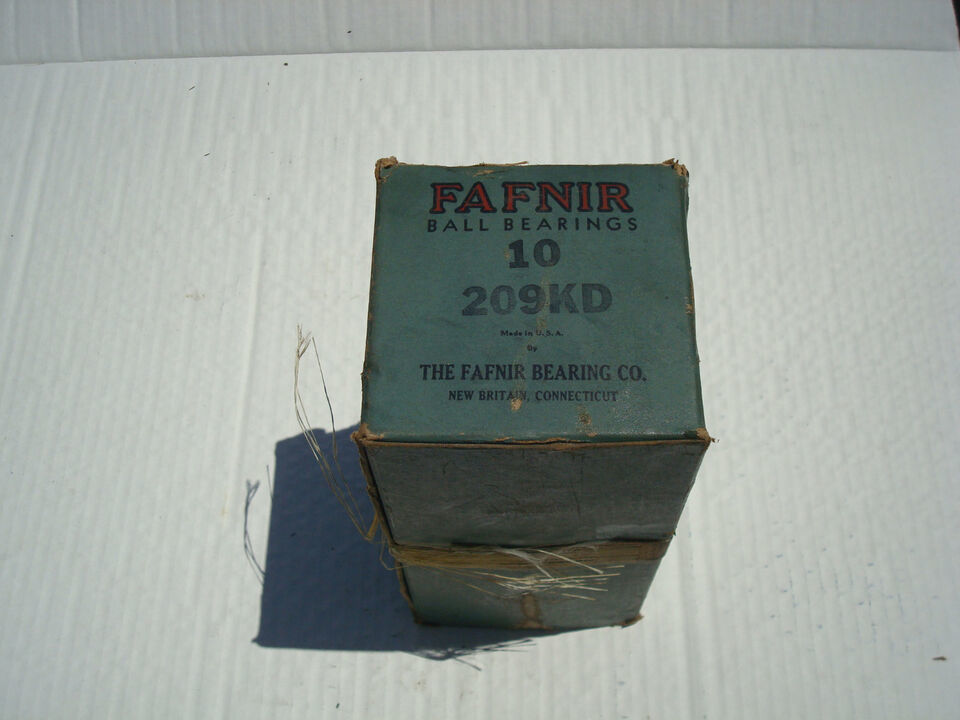 FAFNIR
BALL BEARINGS
10
209KD
Made in U.S.A.
By
THE FAFNIR BEARING CO.
NEW BRITAIN, CONNECTICUT